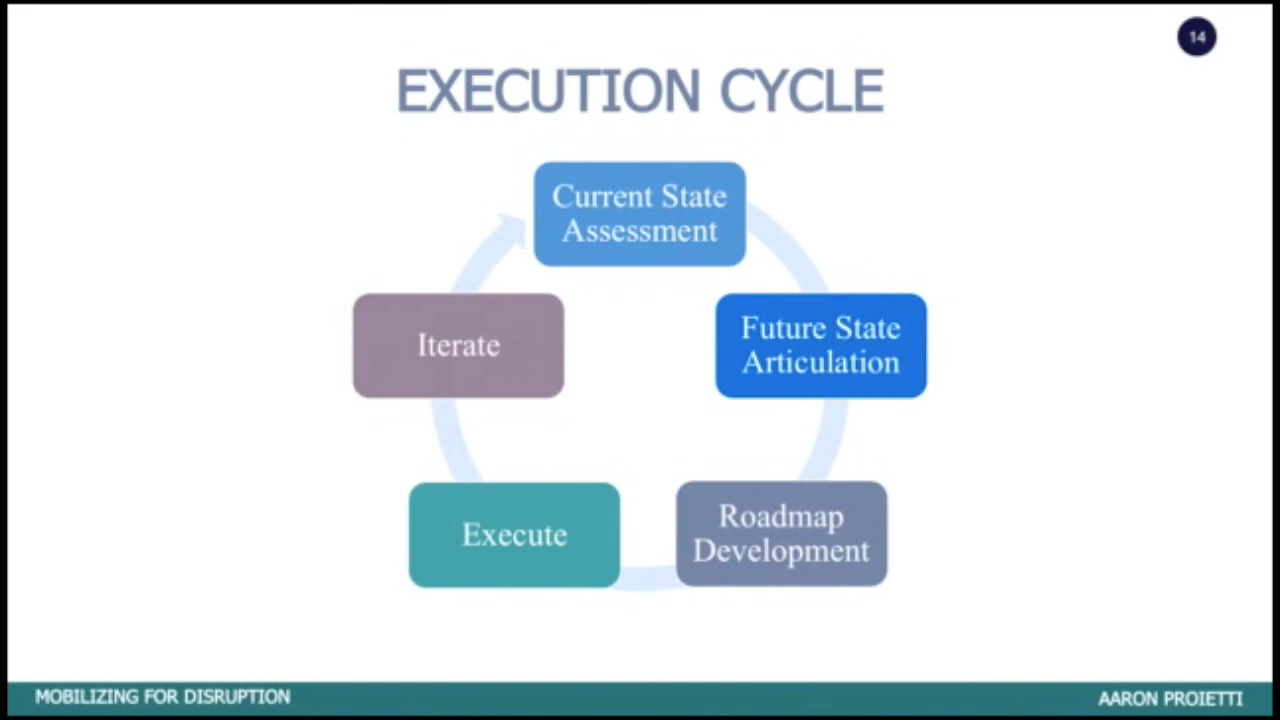 14
EXECUTION CYCLE
Current State
Assessment
Future State
Articulation
Roadmap
Development
Execute
Iterate
MOBILIZING FOR DISRUPTION
AARON PROIETTI